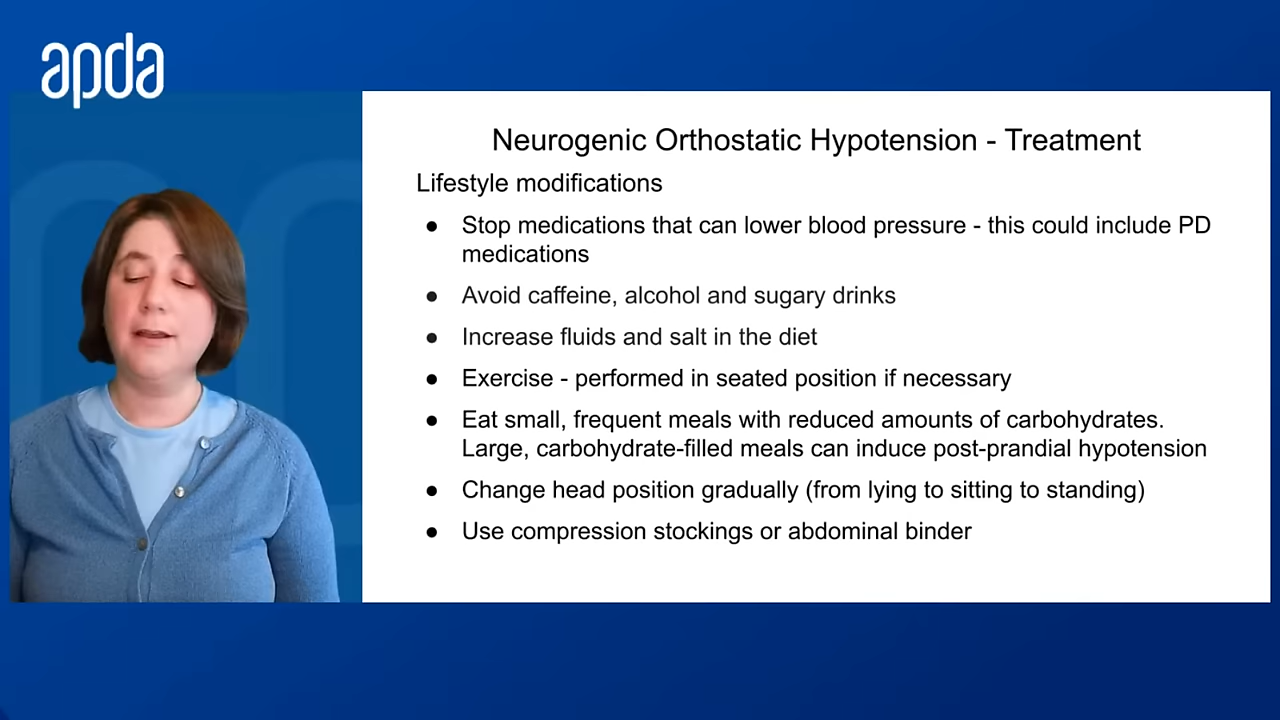 apda
Neurogenic Orthostatic Hypotension - Treatment
Lifestyle modifications
● Stop medications that can lower blood pressure - this could include PD
medications
● Avoid caffeine, alcohol and sugary drinks
● Increase fluids and salt in the diet
● Exercise - performed in seated position if necessary
● Eat small, frequent meals with reduced amounts of carbohydrates.
Large, carbohydrate-filled meals can induce post-prandial hypotension
● Change head position gradually (from lying to sitting to standing)
● Use compression stockings or abdominal binder